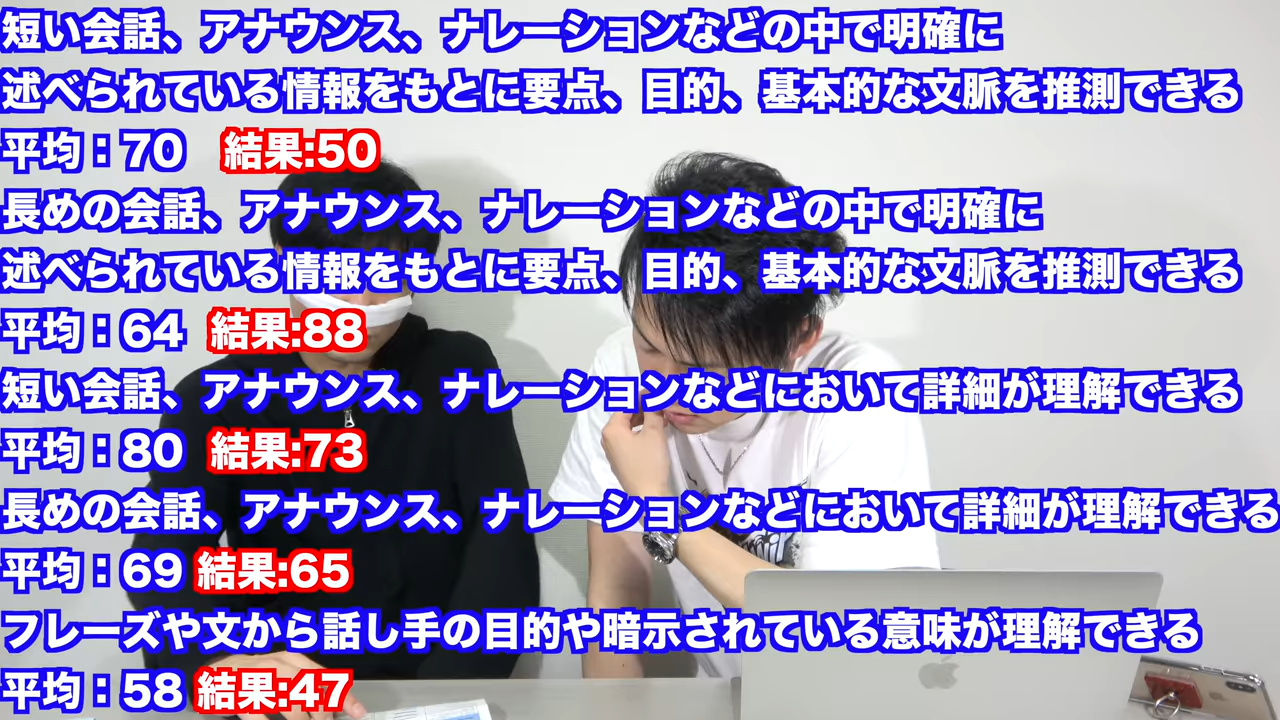 短い会話、アナウンス、ナレーションなどの中で明確に
述べられている情報をもとに要点、目的、基本的な文脈を推測できる
平均：70 結果:50
長めの会話、アナウンス、ナレーションなどの中で明確に
述べられている情報をもとに要点、目的、基本的な文脈を推測できる
平均：64 結果:88
短い会話、アナウンス、ナレーションなどにおいて詳細が理解できる
平均：80 結果:73
長めの会話、アナウンス、ナレーションなどにおいて詳細が理解できる
平均：69 結果:65
フレーズや文から話し手の目的や暗示されている意味が理解できる
平均：58 結果:47